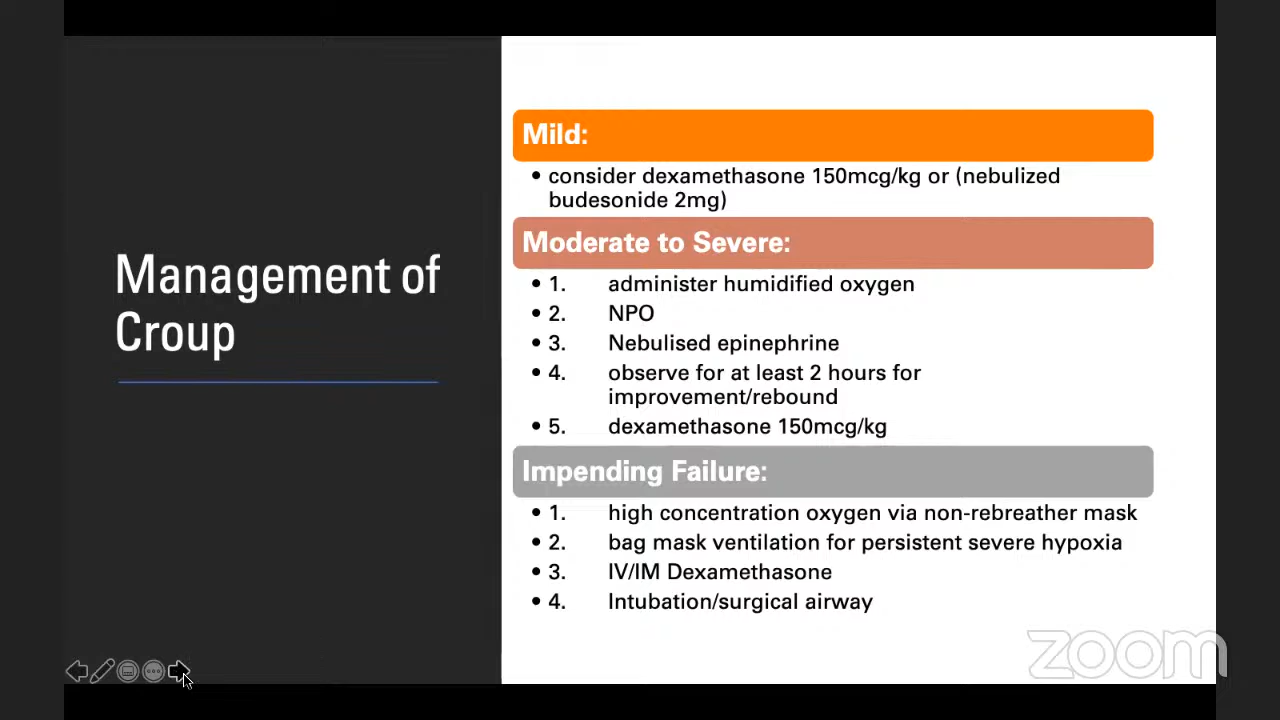 Management of
Croup
Mild:
• consider dexamethasone 150mcg/kg or (nebulized
budesonide 2mg)
Moderate to Severe:
• 1. administer humidified oxygen
• 2. NPO
• 3. Nebulised epinephrine
• 4. observe for at least 2 hours for
improvement/rebound
• 5. dexamethasone 150mcg/kg
Impending Failure:
• 1. high concentration oxygen via non-rebreather mask
• 2. bag mask ventilation for persistent severe hypoxia
• 3. IV/IM Dexamethasone
• 4. Intubation/surgical airway
zoom